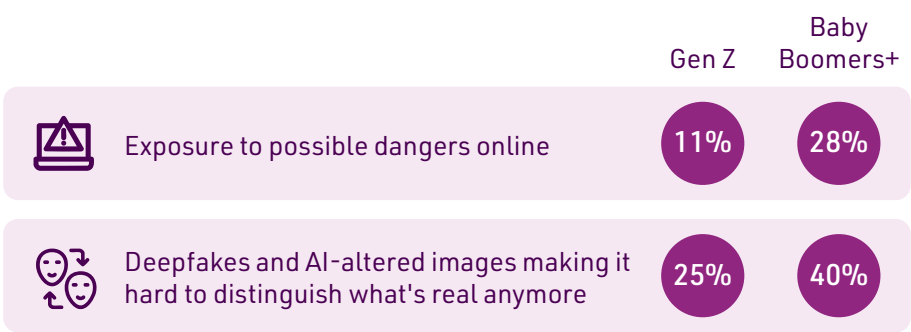 Gen Z
Baby
Boomers+
Exposure to possible dangers online
11%
28%
Deepfakes and AI-altered images making it
hard to distinguish what's real anymore
25%
40%